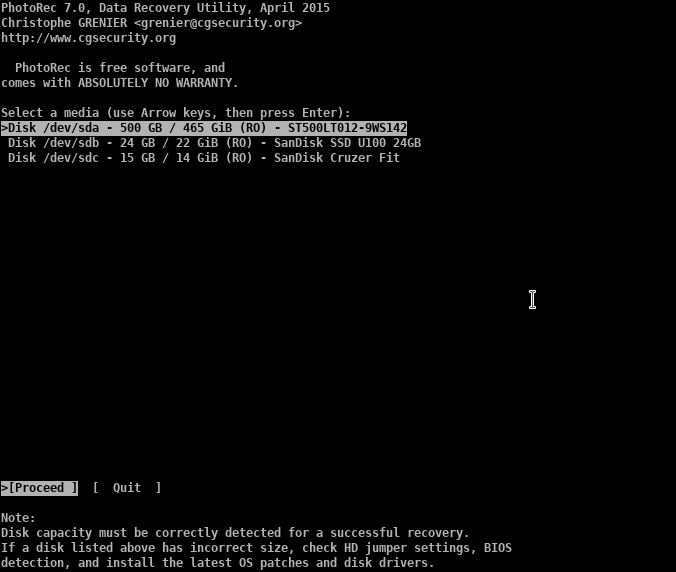 PhotoRec 7.0, Data Recovery Utility, April 2015
Christophe GRENIER <grenier@cgsecurity.org>
http://www.cgsecurity.org
PhotoRec is free software, and
comes with ABSOLUTELY NO WARRANTY.
Select a media (use Arrow keys, then press Enter):
>Disk /dev/sda - 500 GB / 465 GiB (RO) - ST500LT012-9WS142
Disk /dev/sdb - 24 GB / 22 GiB (RO) - SanDisk SSD U100 24GB
Disk /dev/sdc - 15 GB / 14 GiB (RO) - SanDisk Cruzer Fit
>[Proceed ]  [  Quit  ]
Note:
Disk capacity must be correctly detected for a successful recovery.
If a disk listed above has incorrect size, check HD jumper settings, BIOS
detection, and install the latest OS patches and disk drivers.